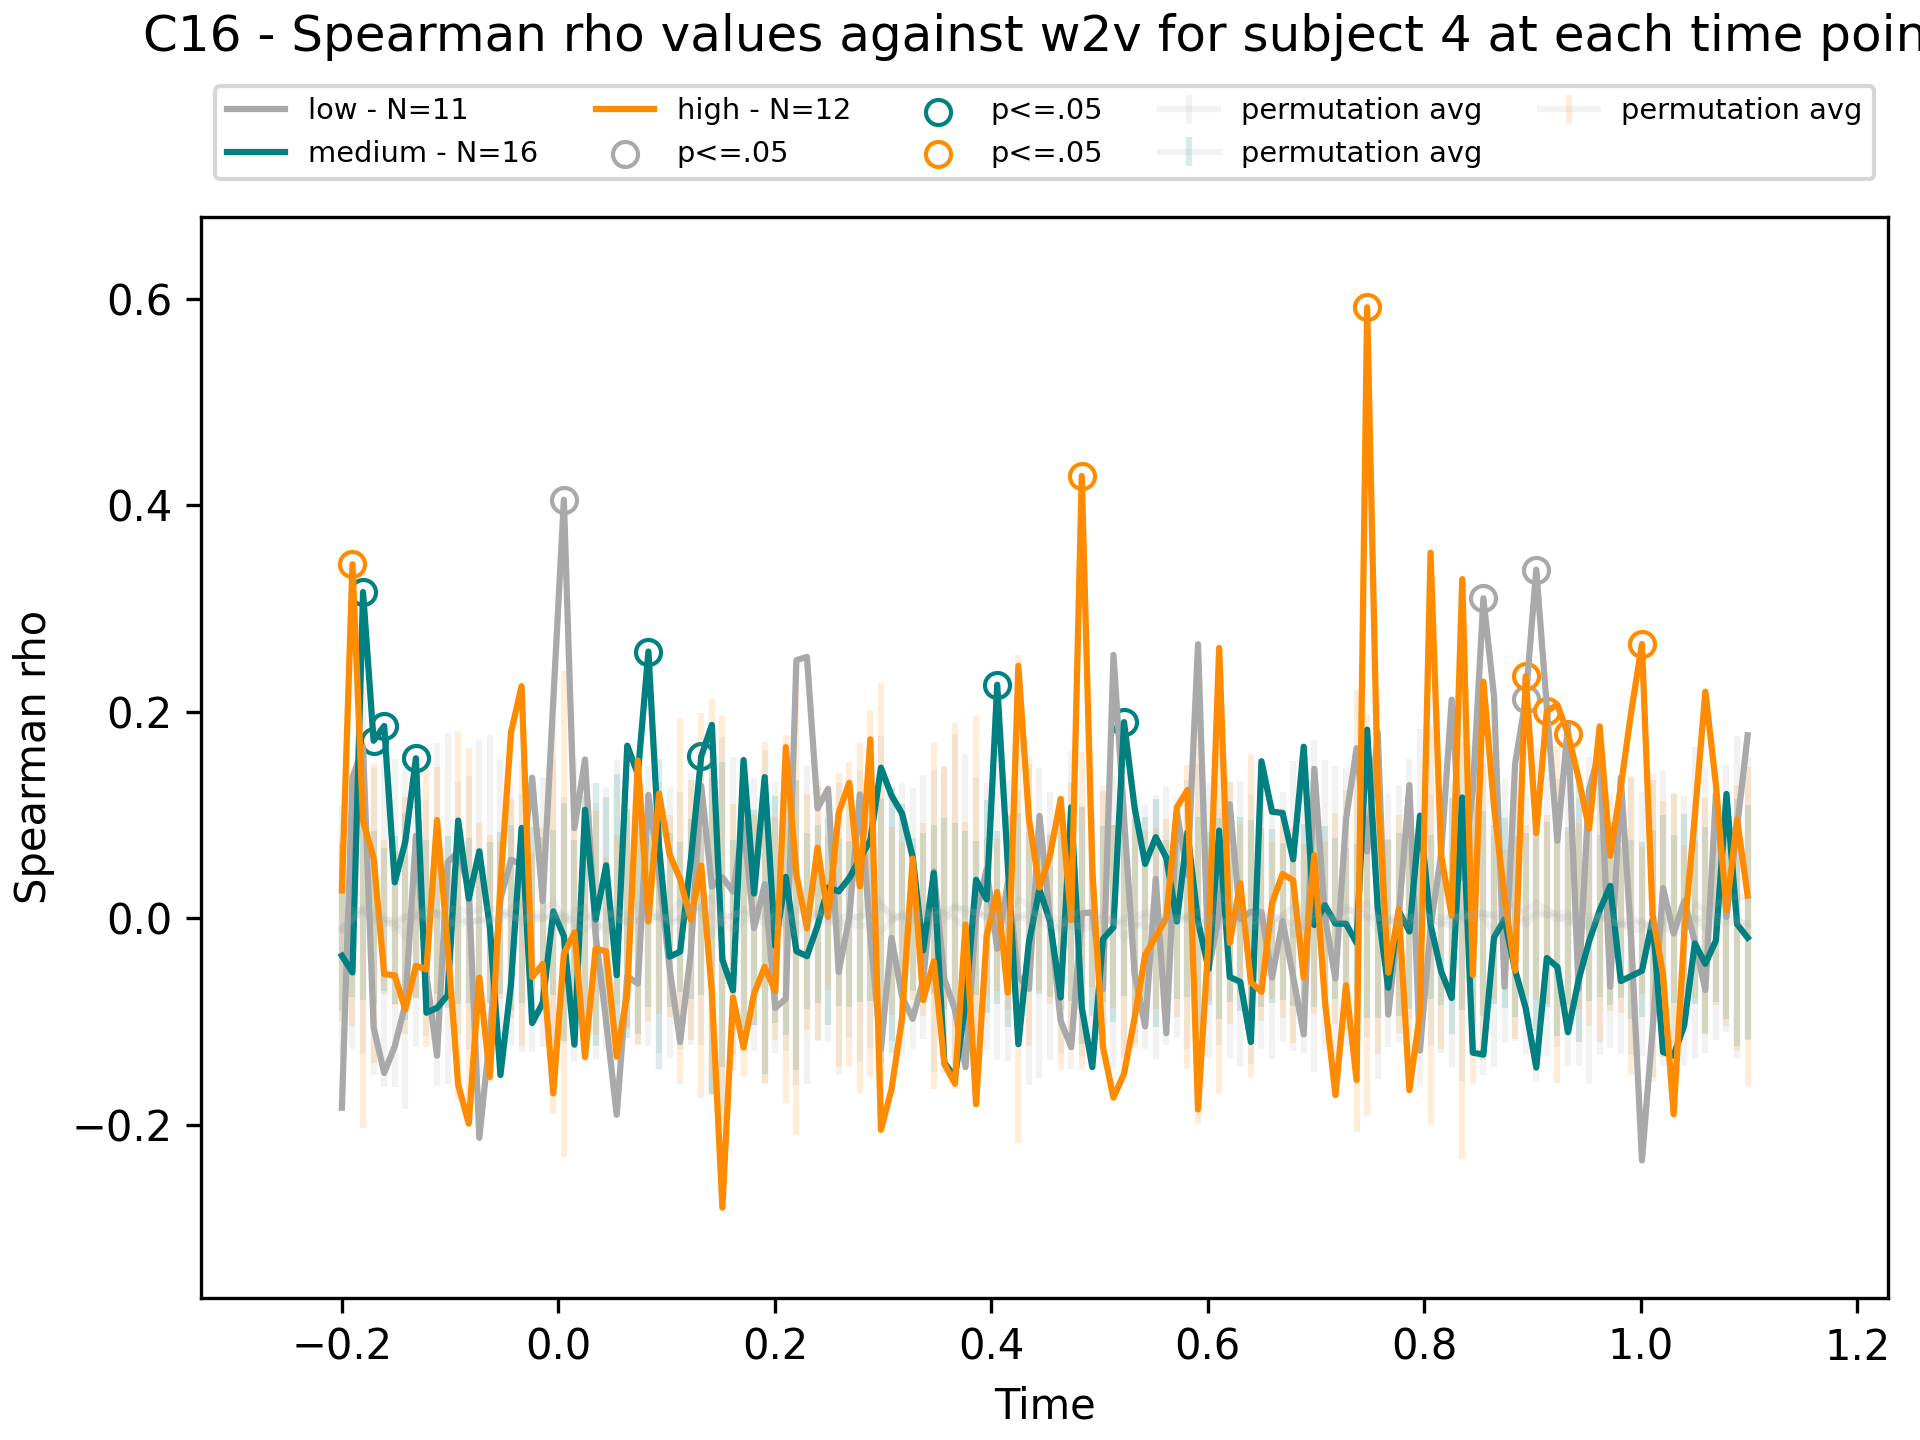 C16 - Spearman rho values against w2v for subject 4 at each time poin
low - N=11
medium - N=16
high - N=12
p<=.05
p<=.05
p<=.05
permutation avg
permutation avg
permutation avg
Spearman rho
0.6
0.4
0.2
0.0
−0.2
−0.2
0.0
0.2
0.4
0.6
0.8
1.0
1.2
Time